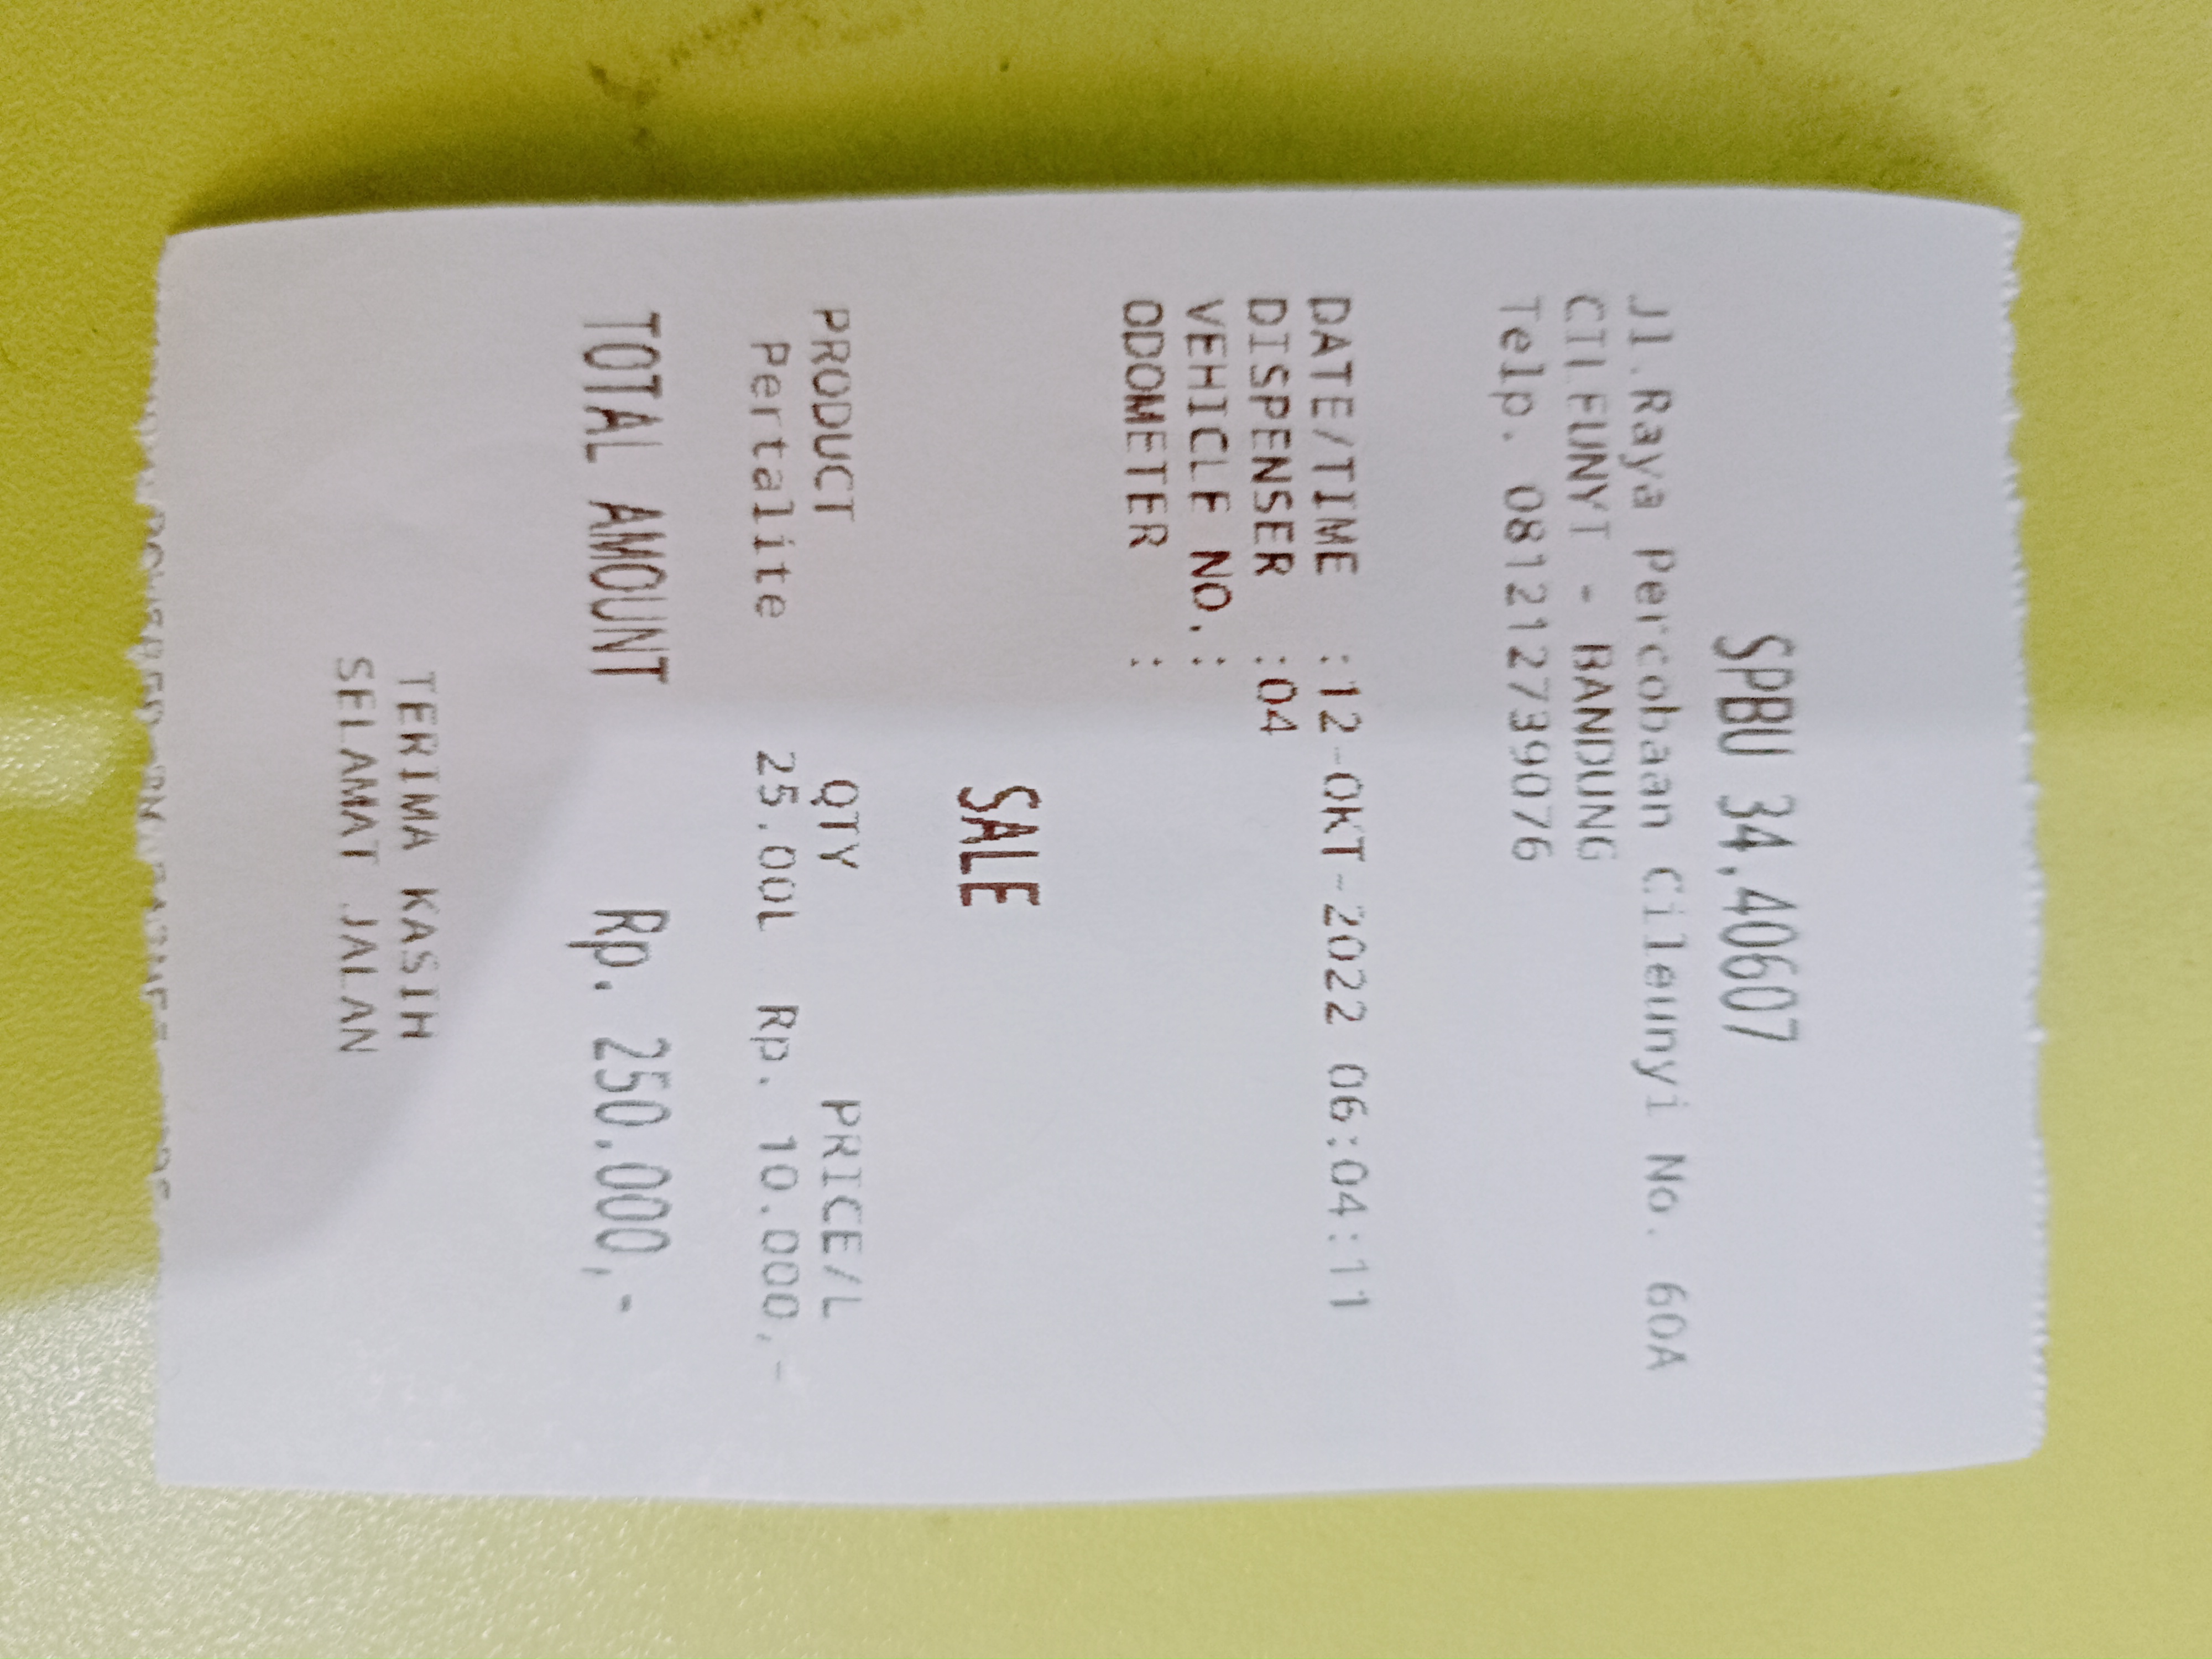 SPBU 34.40607
Jl.Raya Percobaan Cileunyi No. 60A
CILEUNYI - BANDUNG
Telp. 081212739076
DATE/TIME :12-OKT-2022 06:04:11
DISPENSER :04
VEHICLE NO. :
ODOMETER :
SALE
PRODUCT QTY PRICE/L
Pertalite 25.00L Rp. 10.000,-
TOTAL AMOUNT Rp. 250.000,-
TERIMA KASIH
SELAMAT JALAN